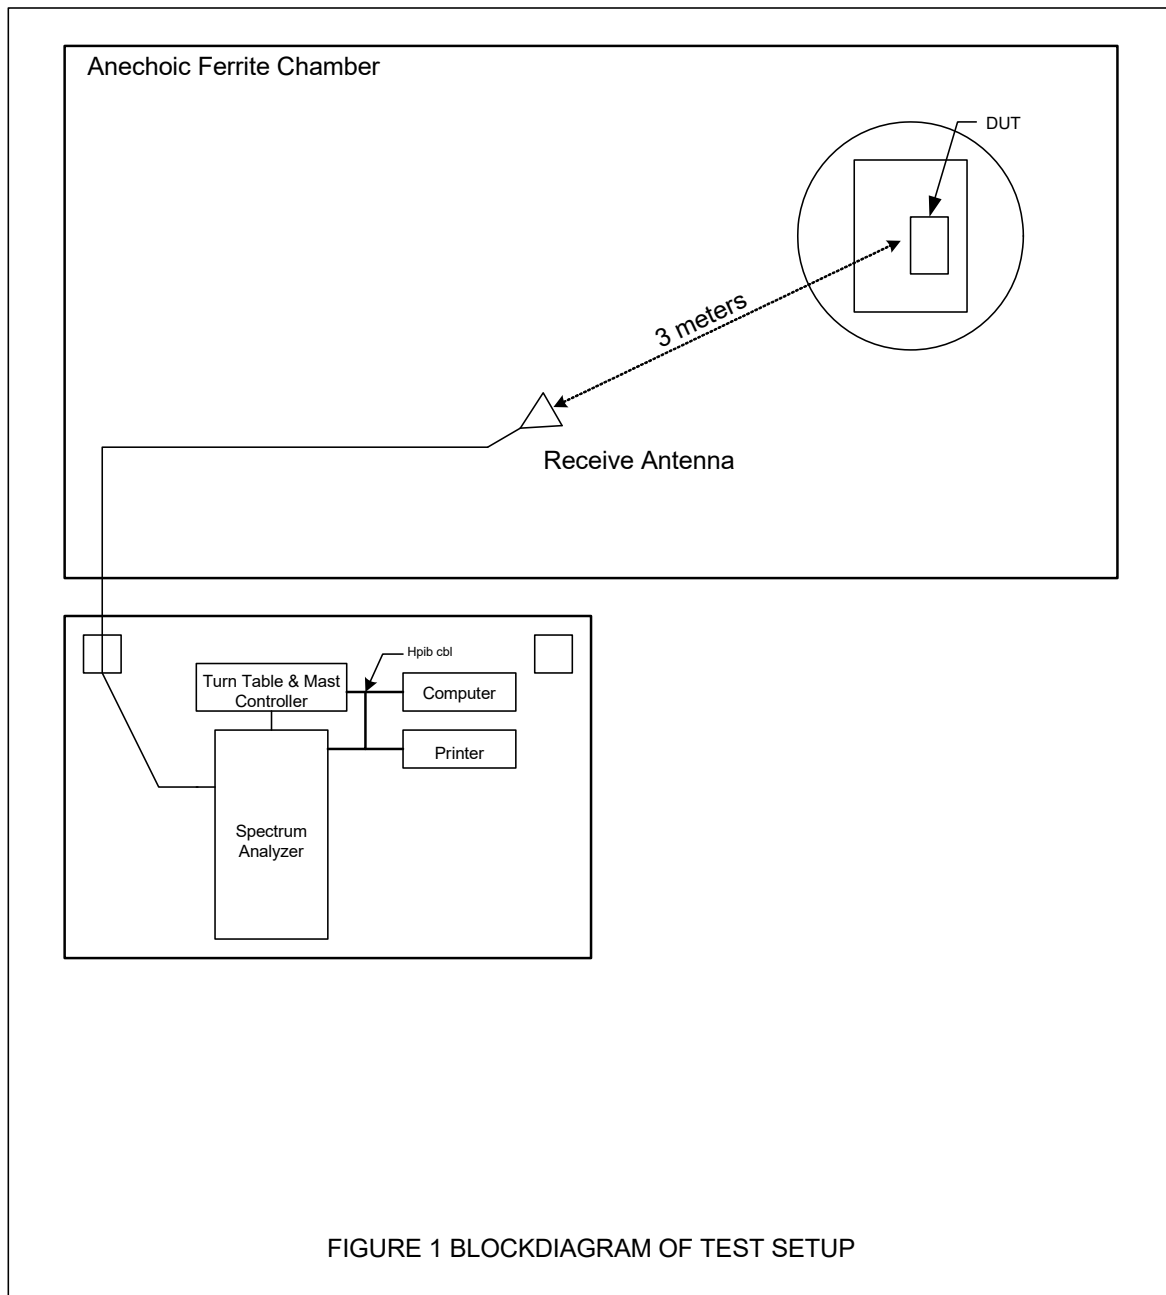 Anechoic Ferrite Chamber
DUT
3 meters
Receive Antenna
Hpib cbl
Turn Table & Mast
Controller
Computer
Printer
Spectrum
Analyzer
FIGURE 1 BLOCKDIAGRAM OF TEST SETUP